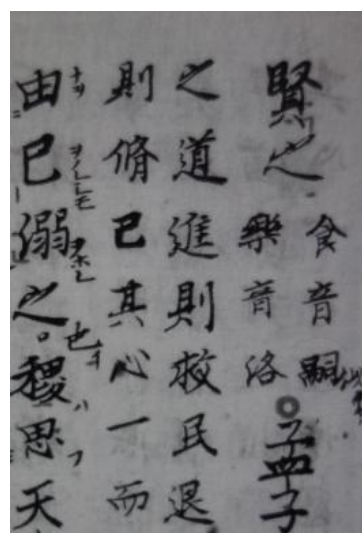 賢之
食音嗣
樂音洛
○孟子
之道進則救民退
則脩己其心一而
由己溺之稷思天